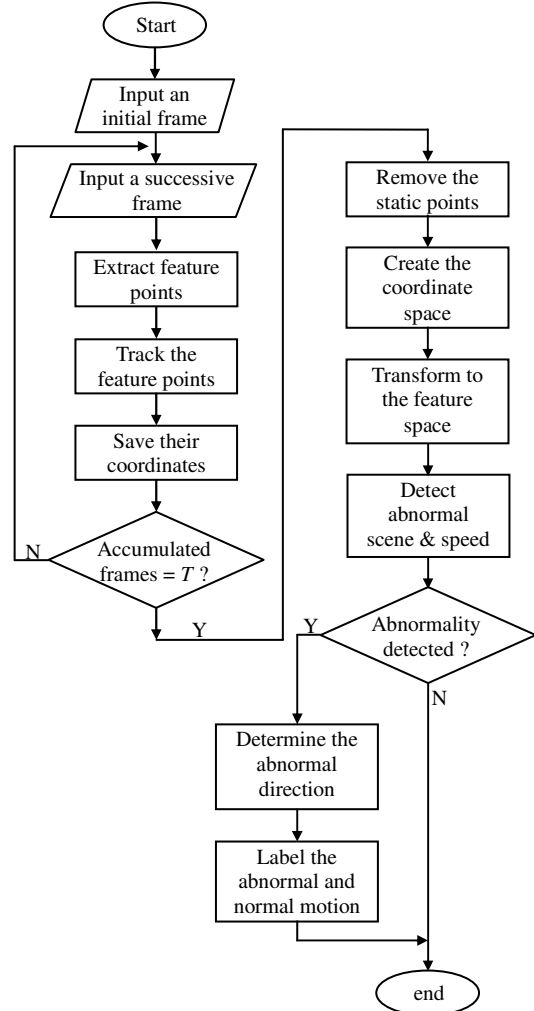 Start
Input an
initial frame
Input a successive
frame
Extract feature
points
Track the
feature points
Save their
coordinates
N
Accumulated
frames = T ?
Y
Remove the
static points
Create the
coordinate
space
Transform to
the feature
space
Detect
abnormal
scene & speed
Abnormality
detected ?
Y
N
Determine the
abnormal
direction
Label the
abnormal and
normal motion
end